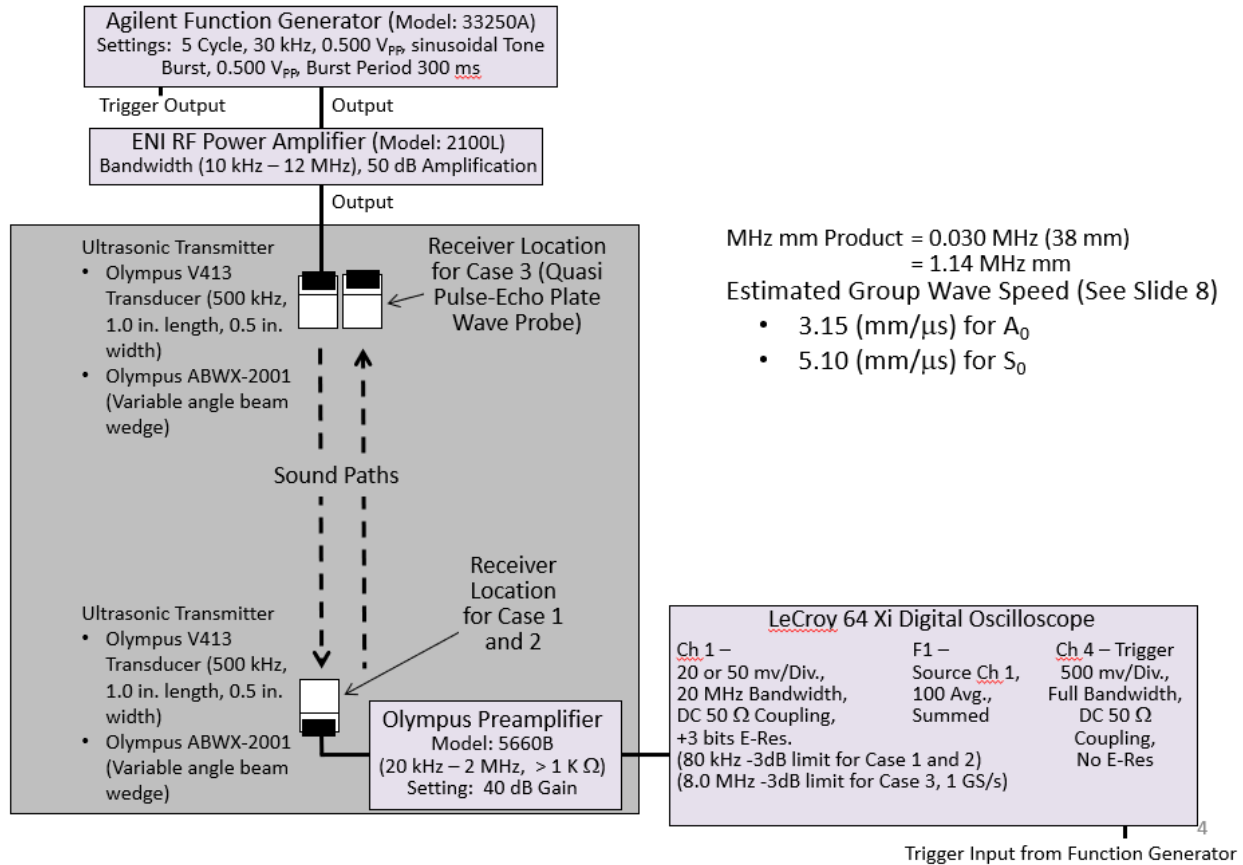 Agilent Function Generator (Model: 33250A)
Settings: 5 Cycle, 30 kHz, 0.500 VPP, sinusoidal Tone
Burst, 0.500 VPP, Burst Period 300 ms
Trigger Output
Output
ENI RF Power Amplifier (Model: 2100L)
Bandwidth (10 kHz – 12 MHz), 50 dB Amplification
Output
Ultrasonic Transmitter
• Olympus V413
Transducer (500 kHz,
1.0 in. length, 0.5 in.
width)
• Olympus ABWX-2001
(Variable angle beam
wedge)
Receiver Location
for Case 3 (Quasi
Pulse-Echo Plate
Wave Probe)
MHz mm Product = 0.030 MHz (38 mm)
= 1.14 MHz mm
Estimated Group Wave Speed (See Slide 8)
• 3.15 (mm/μs) for A0
• 5.10 (mm/μs) for S0
Sound Paths
Receiver
Location
for Case 1
and 2
Ultrasonic Transmitter
• Olympus V413
Transducer (500 kHz,
1.0 in. length, 0.5 in.
width)
• Olympus ABWX-2001
(Variable angle beam
wedge)
Olympus Preamplifier
Model: 5660B
(20 kHz – 2 MHz, > 1 K Ω)
Setting: 40 dB Gain
LeCroy 64 Xi Digital Oscilloscope
Ch 1 –
20 or 50 mv/Div.,
20 MHz Bandwidth,
DC 50 Ω Coupling,
+3 bits E-Res.
(80 kHz -3dB limit for Case 1 and 2)
(8.0 MHz -3dB limit for Case 3, 1 GS/s)
F1 –
Source Ch 1,
100 Avg.,
Summed
Ch 4 – Trigger
500 mv/Div.,
Full Bandwidth,
DC 50 Ω
Coupling,
No E-Res
4
Trigger Input from Function Generator